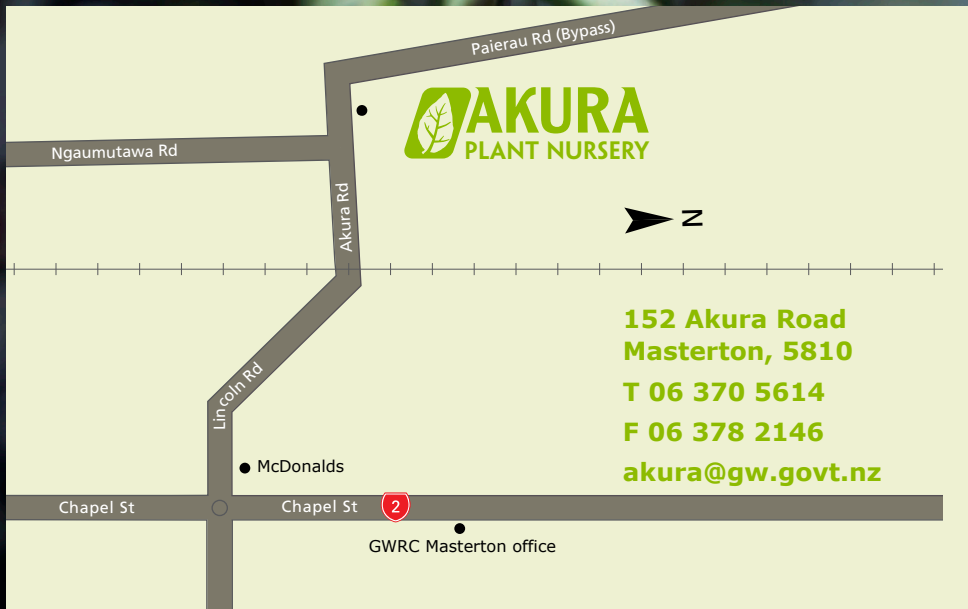 Paierau Rd (Bypass)
AKURA
PLANT NURSERY
Ngaumutawa Rd
Akura Rd
N
152 Akura Road
Masterton, 5810
T 06 370 5614
F 06 378 2146
akura@gw.govt.nz
Lincoln Rd
McDonalds
Chapel St
Chapel St
2
GWRC Masterton office